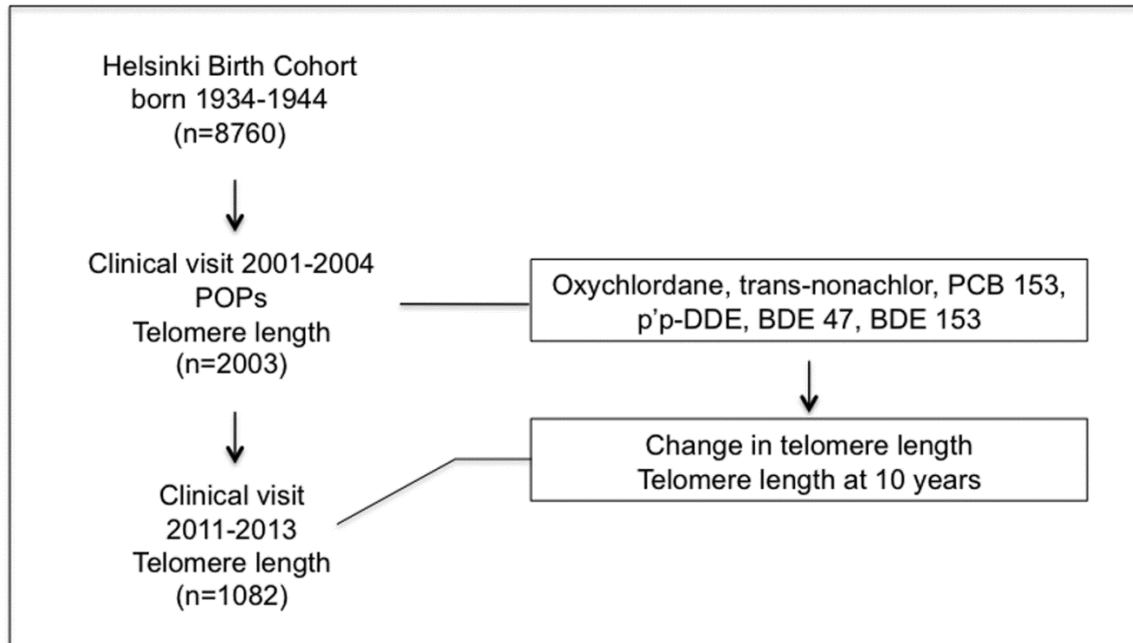 Helsinki Birth Cohort
born 1934-1944
(n=8760)
Clinical visit 2001-2004
POPs
Telomere length
(n=2003)
Oxychlordane, trans-nonachlor, PCB 153,
p'p-DDE, BDE 47, BDE 153
Change in telomere length
Telomere length at 10 years
Clinical visit
2011-2013
Telomere length
(n=1082)